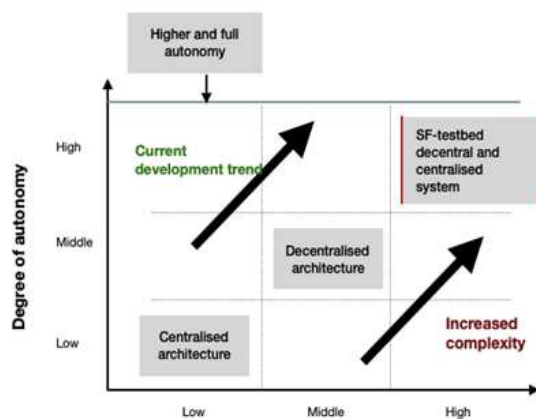 Higher and full
autonomy
High
Current
development trend
SF-testbed
decentral and
centralised
system
Degree of autonomy
Middle
Decentralised
architecture
Low
Centralised
architecture
Increased
complexity
Low
Middle
High